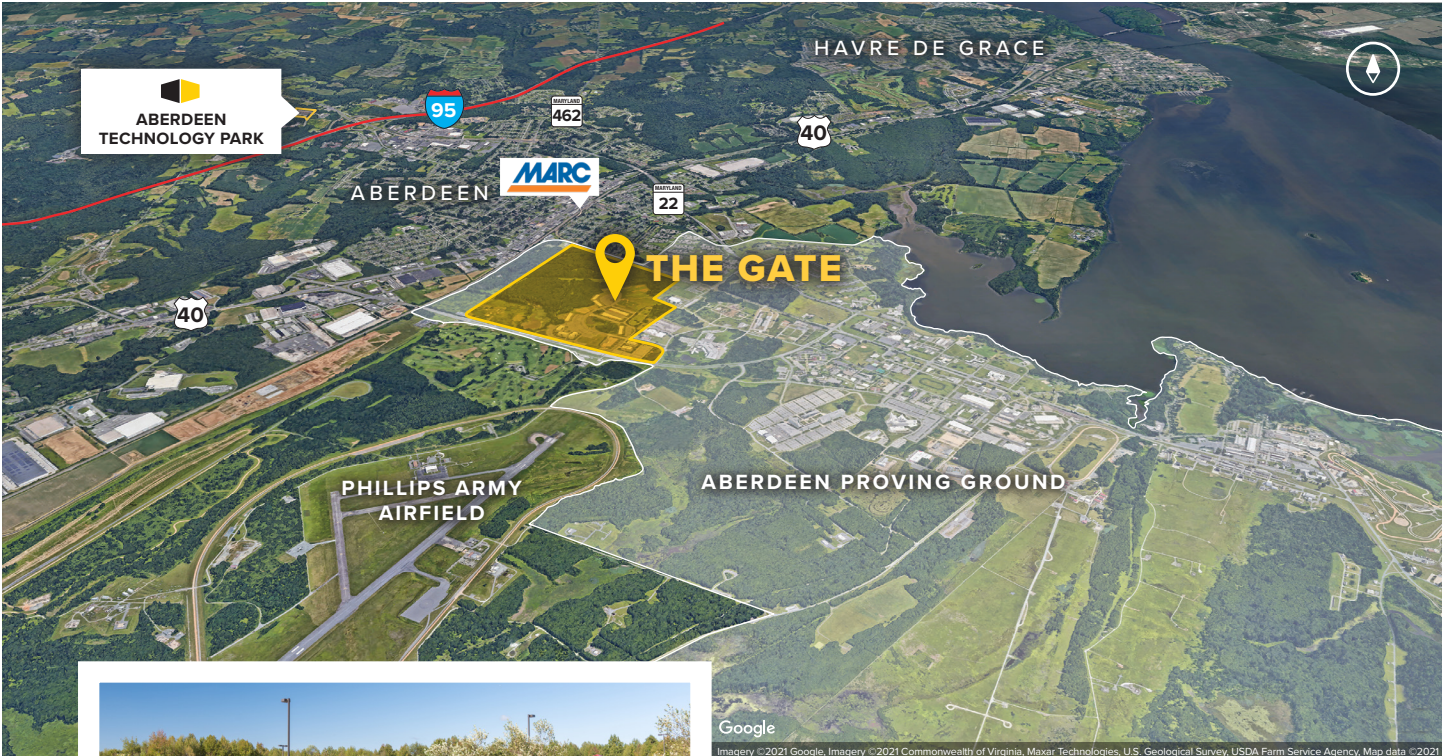 HAVRE DE GRACE
ABERDEEN
TECHNOLOGY PARK
95
MARYLAND
462
40
MARC
ABERDEEN
MARYLAND
22
THE GATE
40
PHILLIPS ARMY
AIRFIELD
ABERDEEN PROVING GROUND
Google
Imagery ©2021 Google, Imagery ©2021 Commonwealth of Virginia, Maxar Technologies, U.S. Geological Survey, USDA Farm Service Agency, Map data ©2021